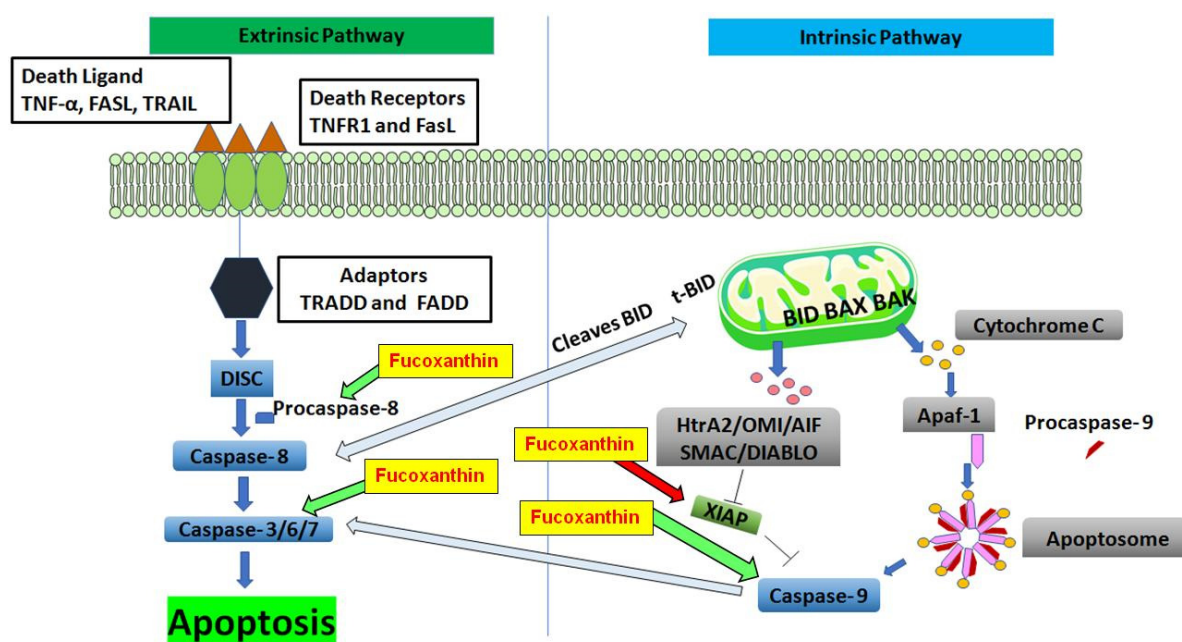 Extrinsic Pathway
Intrinsic Pathway
Death Ligand
TNF-α, FASL, TRAIL
Death Receptors
TNFR1 and FasL
Adaptors
TRADD and FADD
Cleaves BID
t-BID
BID BAX BAK
Cytochrome C
DISC
Fucoxanthin
Procaspase-8
HtrA2/OMI/AIF
SMAC/DIABLO
Apaf-1
Procaspase-9
Caspase-8
Fucoxanthin
Fucoxanthin
XIAP
Fucoxanthin
Caspase-3/6/7
Apoptosome
Caspase-9
Apoptosis